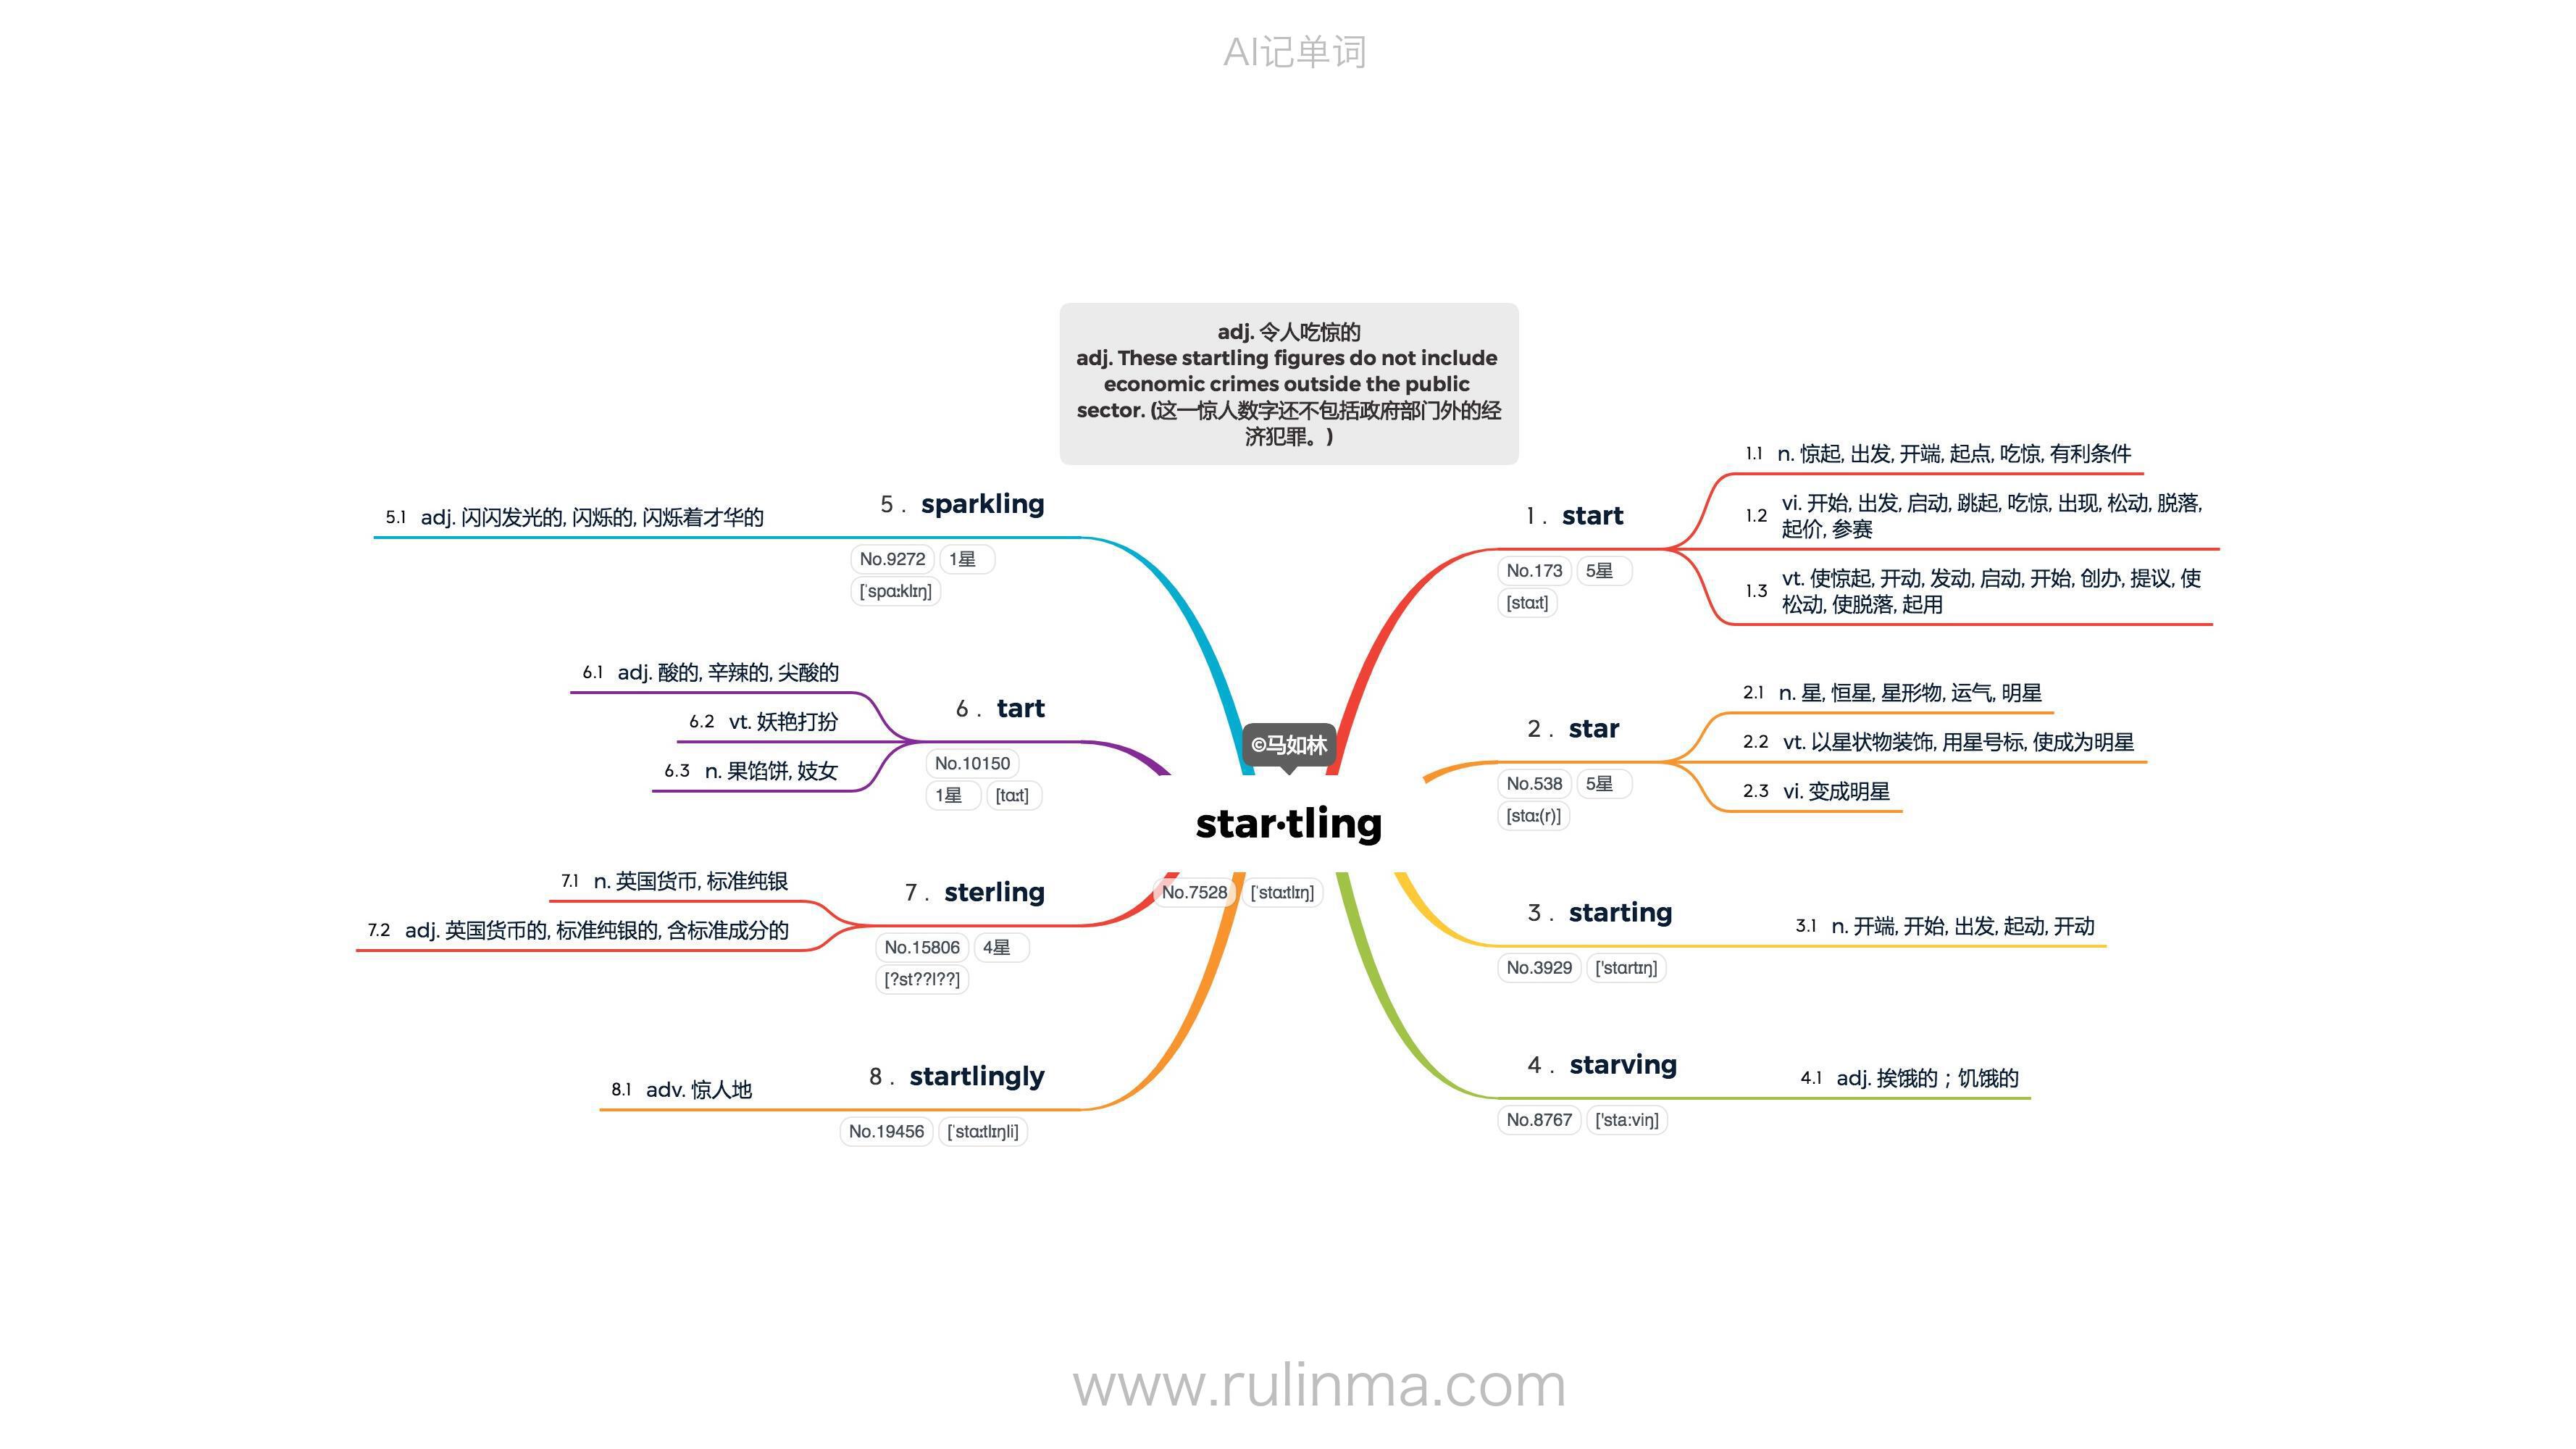 AI记单词
adj. 令人吃惊的
adj. These startling figures do not include
economic crimes outside the public
sector. (这一惊人数字还不包括政府部门外的经
济犯罪。)
©马如林
star·tling
No.7528 [ˈstɑːtlɪŋ]
1 . start
No.173 5星
[stɑːt]
1.1 n. 惊起, 出发, 开端, 起点, 吃惊, 有利条件
1.2 vi. 开始, 出发, 启动, 跳起, 吃惊, 出现, 松动, 脱落,
起价, 参赛
1.3 vt. 使惊起, 开动, 发动, 启动, 开始, 创办, 提议, 使
松动, 使脱落, 起用
2 . star
No.538 5星
[stɑː(r)]
2.1 n. 星, 恒星, 星形物, 运气, 明星
2.2 vt. 以星状物装饰, 用星号标, 使成为明星
2.3 vi. 变成明星
3 . starting
No.3929 ['stɑrtɪŋ]
3.1 n. 开端, 开始, 出发, 起动, 开动
4 . starving
No.8767 ['sta:viŋ]
4.1 adj. 挨饿的；饥饿的
5 . sparkling
No.9272 1星
[ˈspɑːklɪŋ]
5.1 adj. 闪闪发光的, 闪烁的, 闪烁着才华的
6 . tart
No.10150
1星 [tɑːt]
6.1 adj. 酸的, 辛辣的, 尖酸的
6.2 vt. 妖艳打扮
6.3 n. 果馅饼, 妓女
7 . sterling
No.15806 4星
[?st??l??]
7.1 n. 英国货币, 标准纯银
7.2 adj. 英国货币的, 标准纯银的, 含标准成分的
8 . startlingly
No.19456 [ˈstɑːtlɪŋli]
8.1 adv. 惊人地
www.rulinma.com